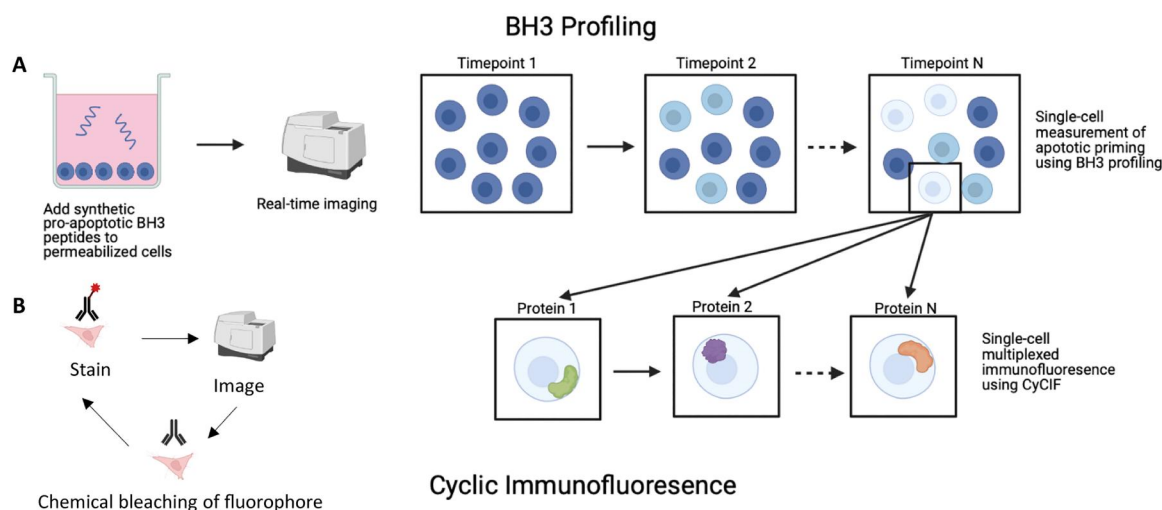 BH3 Profiling
A
Add synthetic
pro-apoptotic BH3
peptides to
permeabilized cells
Real-time imaging
Timepoint 1
Timepoint 2
Timepoint N
Single-cell
measurement of
apototic priming
using BH3 profiling
B
Stain
Image
Chemical bleaching of fluorophore
Protein 1
Protein 2
Protein N
Single-cell
multiplexed
immunofluoresence
using CyCIF
Cyclic Immunofluoresence